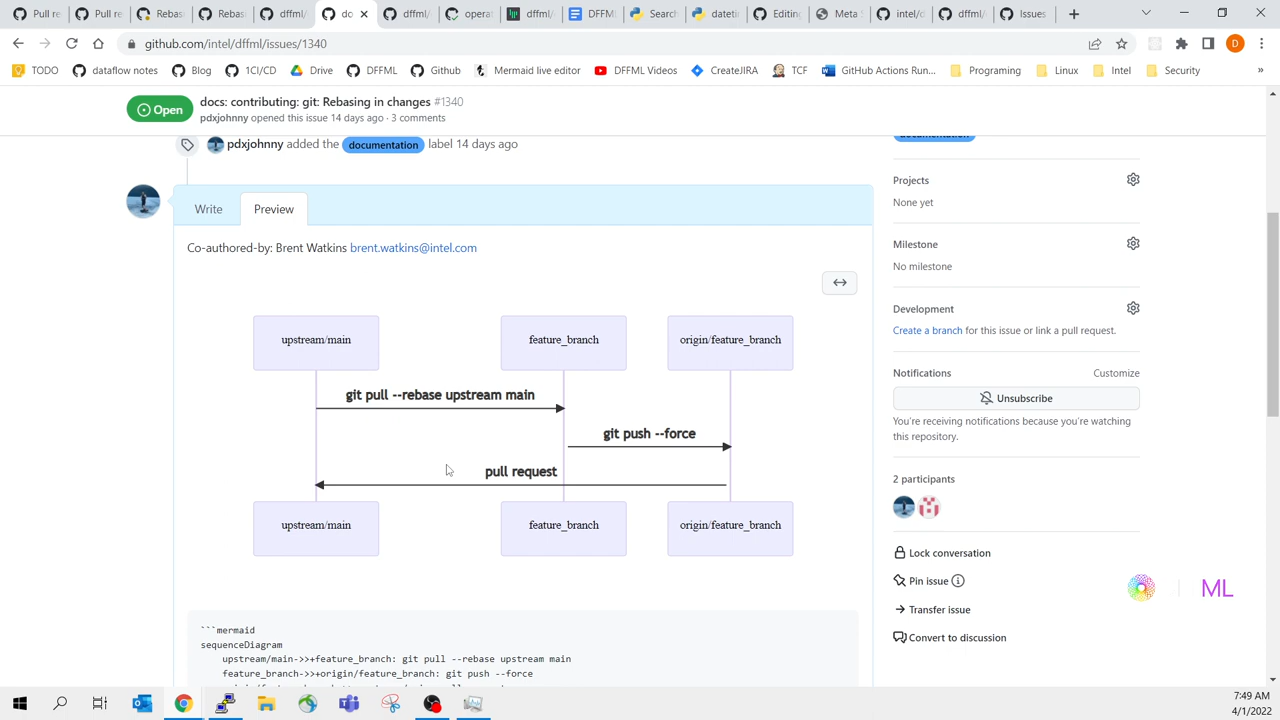 Pull re
Pull re
Rebas
Rebas
dffml/
do
dffml/
operat
dffml/
DFFM
Search
dateti
Editing
Meta S
intel/d
dffml/
Issues
github.com/intel/dffml/issues/1340
D
TODO
dataflow notes
Blog
1CI/CD
Drive
DFFML
Github
Mermaid live editor
DFFML Videos
CreateJIRA
TCF
GitHub Actions Run...
Programing
Linux
Intel
Security
»
Open
docs: contributing: git: Rebasing in changes #1340
pdxjohnny opened this issue 14 days ago · 3 comments
pdxjohnny added the documentation label 14 days ago
documentation
Write
Preview
Co-authored-by: Brent Watkins brent.watkins@intel.com
upstream/main
feature_branch
origin/feature_branch
git pull --rebase upstream main
git push --force
pull request
upstream/main
feature_branch
origin/feature_branch
```mermaid
sequenceDiagram
upstream/main->>+feature_branch: git pull --rebase upstream main
feature_branch->>+origin/feature_branch: git push --force
Projects
None yet
Milestone
No milestone
Development
Create a branch for this issue or link a pull request.
Notifications
Customize
Unsubscribe
You're receiving notifications because you're watching
this repository.
2 participants
Lock conversation
Pin issue
Transfer issue
Convert to discussion
ML
7:49 AM
4/1/2022